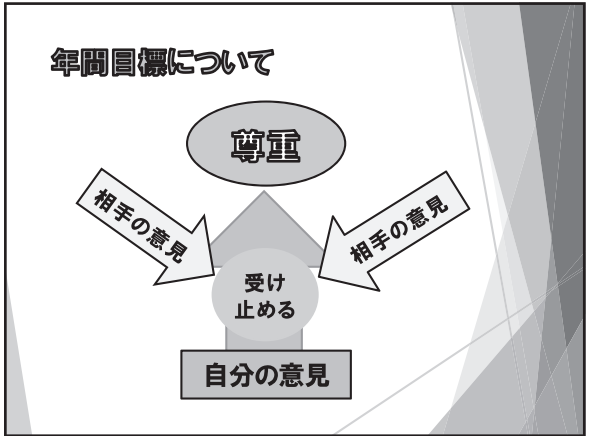 年間目標について
尊重
相手の意見
相手の意見
受け
止める
自分の意見